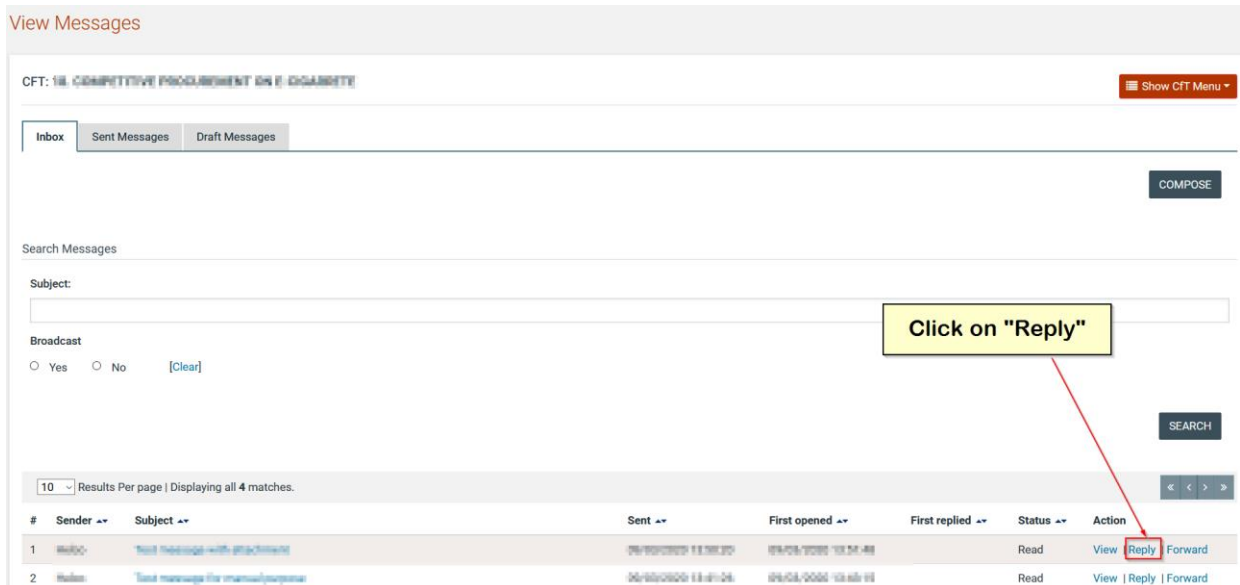 View Messages
CFT:
Show CfT Menu
Inbox Sent Messages Draft Messages
COMPOSE
Search Messages
Subject:
Click on "Reply"
Broadcast
Yes No [Clear]
SEARCH
10 Results Per page | Displaying all 4 matches.
« < > »
# Sender Subject Sent First opened First replied Status Action
1 Read View | Reply | Forward
2 Read View | Reply | Forward